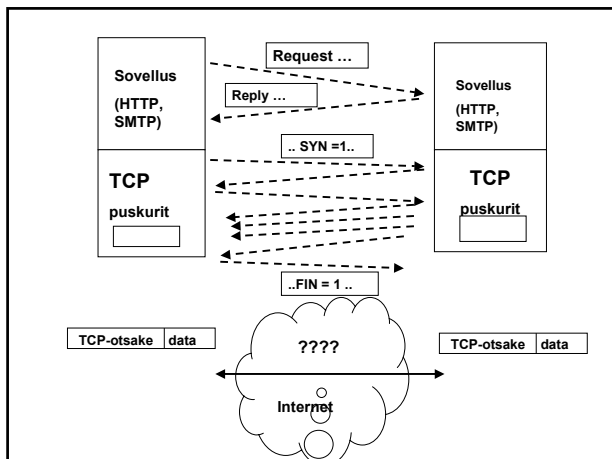 Request ...
Sovellus
(HTTP,
SMTP)
Reply ...
Sovellus
(HTTP,
SMTP)
.. SYN =1..
TCP
puskurit
TCP
puskurit
..FIN = 1 ..
TCP-otsake data
????
TCP-otsake data
Internet